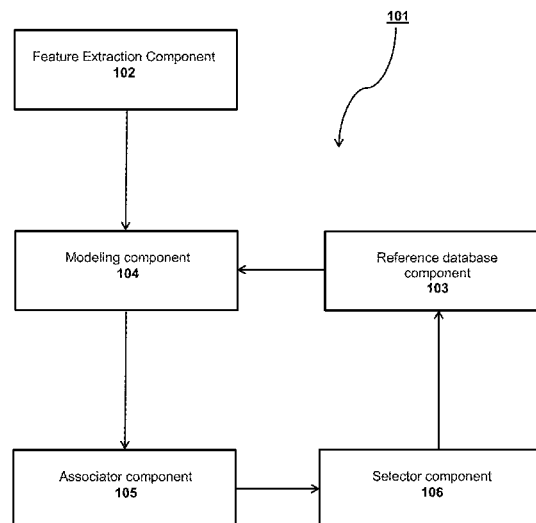 101
Feature Extraction Component
102
Modeling component
104
Reference database
component
103
Associator component
105
Selector component
106